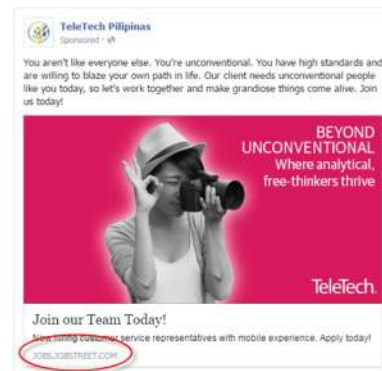 TeleTech Pilipinas
Sponsored ·
You aren't like everyone else. You're unconventional. You have high standards and
are willing to blaze your own path in life. Our client needs unconventional people
like you today, so let's work together and make grandiose things come alive. Join
us today!
BEYOND
UNCONVENTIONAL
Where analytical,
free-thinkers thrive
TeleTech.
Join our Team Today!
Now hiring customer service representatives with mobile experience. Apply today!
JOBS.JOBSTREET.COM